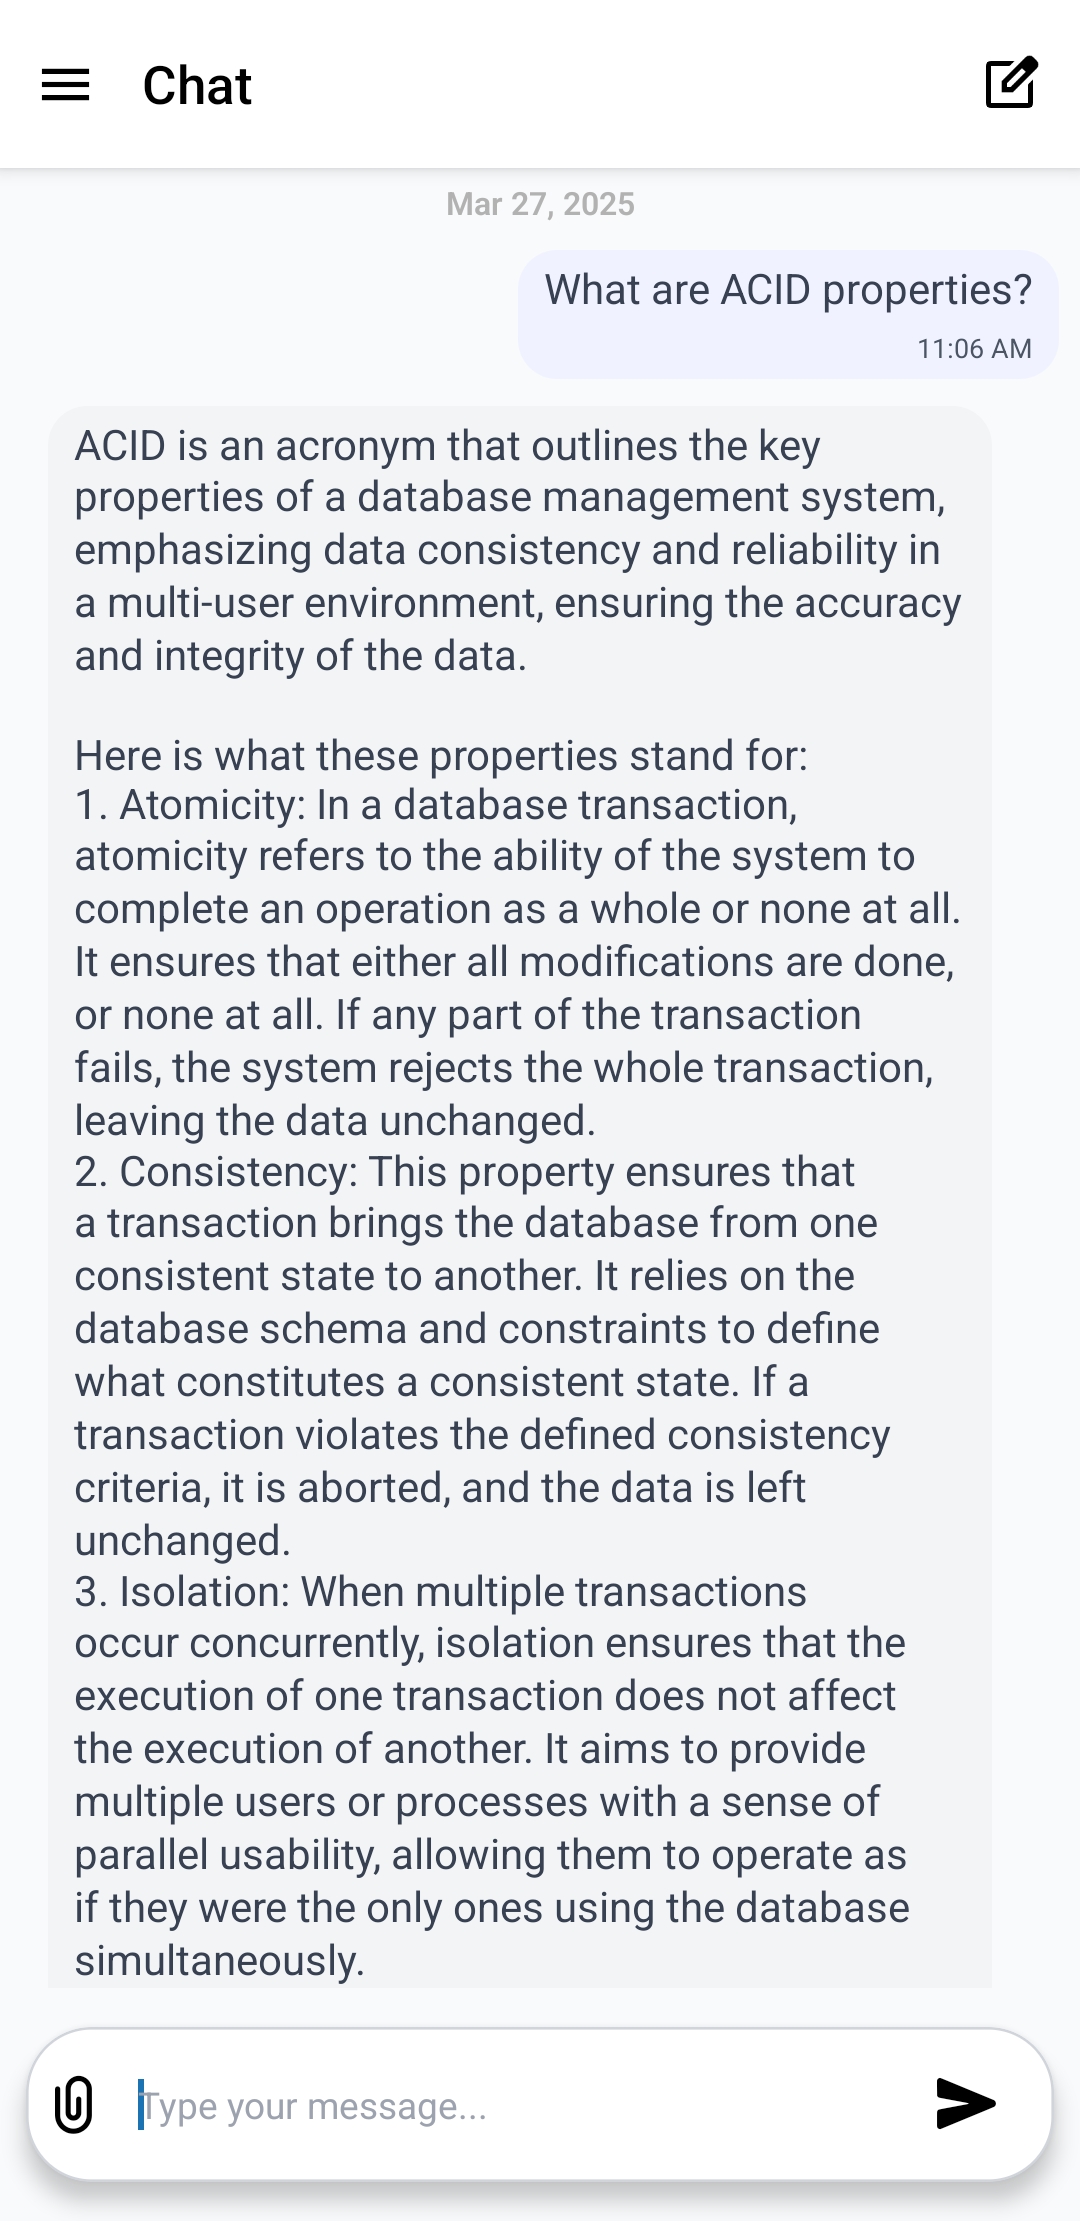 Chat
Mar 27, 2025
What are ACID properties?
11:06 AM
ACID is an acronym that outlines the key
properties of a database management system,
emphasizing data consistency and reliability in
a multi-user environment, ensuring the accuracy
and integrity of the data.
Here is what these properties stand for:
1. Atomicity: In a database transaction,
atomicity refers to the ability of the system to
complete an operation as a whole or none at all.
It ensures that either all modifications are done,
or none at all. If any part of the transaction
fails, the system rejects the whole transaction,
leaving the data unchanged.
2. Consistency: This property ensures that
a transaction brings the database from one
consistent state to another. It relies on the
database schema and constraints to define
what constitutes a consistent state. If a
transaction violates the defined consistency
criteria, it is aborted, and the data is left
unchanged.
3. Isolation: When multiple transactions
occur concurrently, isolation ensures that the
execution of one transaction does not affect
the execution of another. It aims to provide
multiple users or processes with a sense of
parallel usability, allowing them to operate as
if they were the only ones using the database
simultaneously.
Type your message...